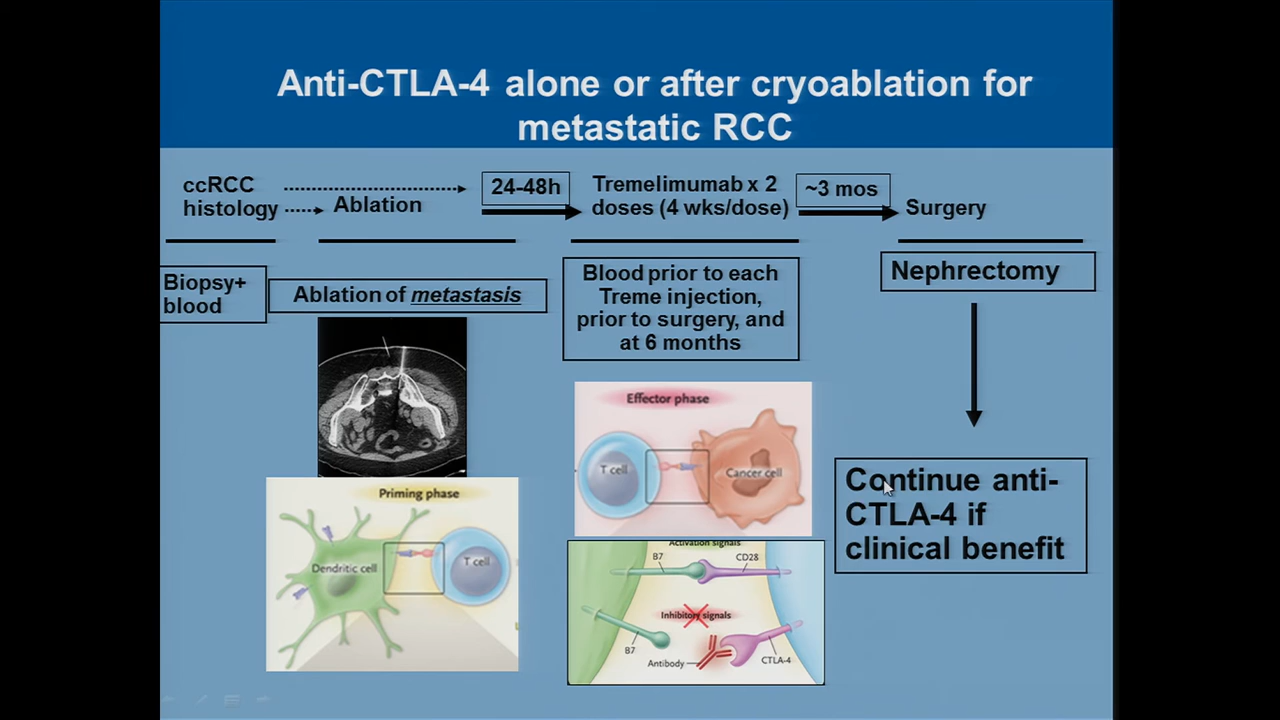 Anti-CTLA-4 alone or after cryoablation for
metastatic RCC
ccRCC
histology
Ablation
24-48h
Tremelimumab x 2
doses (4 wks/dose)
~3 mos
Surgery
Biopsy+
blood
Ablation of metastasis
Blood prior to each
Treme injection,
prior to surgery, and
at 6 months
Nephrectomy
Effector phase
T cell
Cancer cell
Priming phase
Dendritic cell
T cell
Continue anti-
CTLA-4 if
clinical benefit
Activation signals
B7
CD28
Inhibitory signals
B7
Antibody
CTLA-4